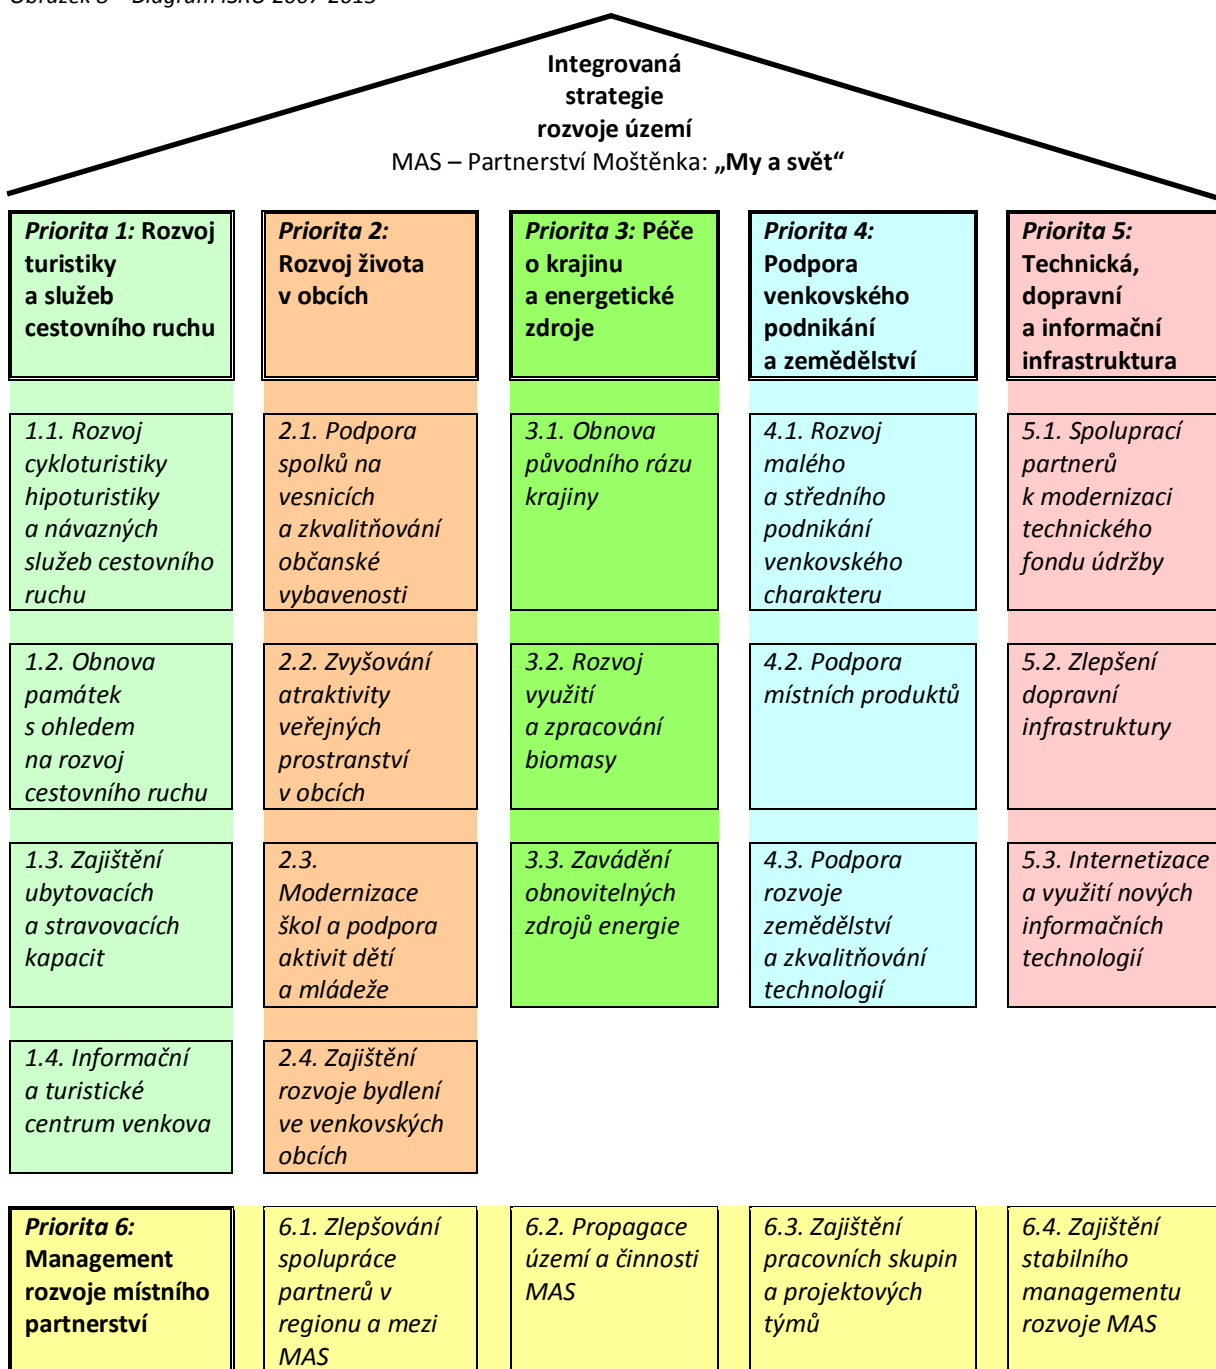 Integrovaná
strategie
rozvoje území
MAS – Partnerství Moštěnka: „My a svět“
Priorita 1: Rozvoj
turistiky
a služeb
cestovního ruchu
Priorita 2:
Rozvoj života
v obcích
Priorita 3: Péče
o krajinu
a energetické
zdroje
Priorita 4:
Podpora
venkovského
podnikání
a zemědělství
Priorita 5:
Technická,
dopravní
a informační
infrastruktura
1.1. Rozvoj
cykloturistiky
hipoturistiky
a návazných
služeb cestovního
ruchu
2.1. Podpora
spolků na
vesnicích
a zkvalitňování
občanské
vybavenosti
3.1. Obnova
původního rázu
krajiny
4.1. Rozvoj
malého
a středního
podnikání
venkovského
charakteru
5.1. Spoluprací
partnerů
k modernizaci
technického
fondu údržby
1.2. Obnova
památek
s ohledem
na rozvoj
cestovního ruchu
2.2. Zvyšování
atraktivity
veřejných
prostranství
v obcích
3.2. Rozvoj
využití
a zpracování
biomasy
4.2. Podpora
místních produktů
5.2. Zlepšení
dopravní
infrastruktury
1.3. Zajištění
ubytovacích
a stravovacích
kapacit
2.3.
Modernizace
škol a podpora
aktivit dětí
a mládeže
3.3. Zavádění
obnovitelných
zdrojů energie
4.3. Podpora
rozvoje
zemědělství
a zkvalitňování
technologií
5.3. Internetizace
a využití nových
informačních
technologií
1.4. Informační
a turistické
centrum venkova
2.4. Zajištění
rozvoje bydlení
ve venkovských
obcích
Priorita 6:
Management
rozvoje místního
partnerství
6.1. Zlepšování
spolupráce
partnerů v
regionu a mezi
MAS
6.2. Propagace
území a činnosti
MAS
6.3. Zajištění
pracovních skupin
a projektových
týmů
6.4. Zajištění
stabilního
managementu
rozvoje MAS